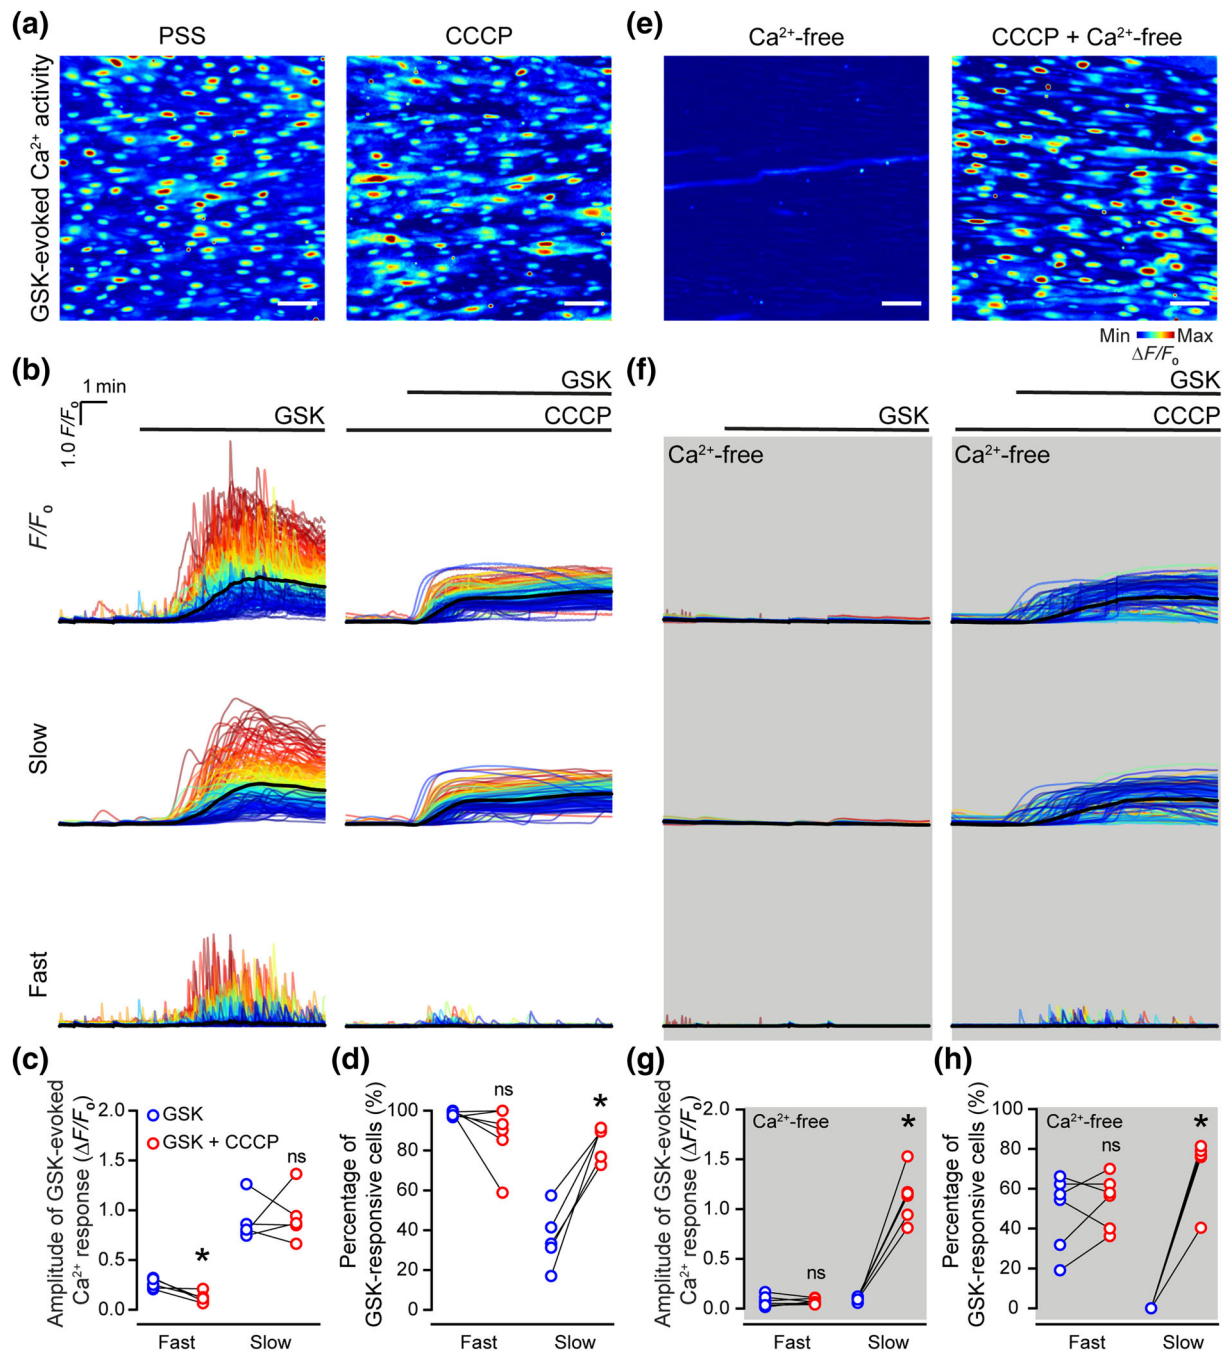 (a)
PSS
CCCP
GSK-evoked Ca²⁺ activity
(e)
Ca²⁺-free
CCCP + Ca²⁺-free
Min Max
ΔF/F₀
(b)
1 min
1.0 F/F₀
GSK
GSK
CCCP
F/F₀
Slow
Fast
(f)
GSK
Ca²⁺-free
GSK
CCCP
Ca²⁺-free
(c)
Amplitude of GSK-evoked
Ca²⁺ response (ΔF/F₀)
2.0
1.5
1.0
0.5
0.0
GSK
GSK + CCCP
*
ns
Fast Slow
(d)
Percentage of
GSK-responsive cells (%)
100
80
60
40
20
0
ns
*
Fast Slow
(g)
Amplitude of GSK-evoked
Ca²⁺ response (ΔF/F₀)
2.0
1.5
1.0
0.5
0.0
Ca²⁺-free
ns
*
Fast Slow
(h)
Percentage of
GSK-responsive cells (%)
100
80
60
40
20
0
Ca²⁺-free
ns
*
Fast Slow